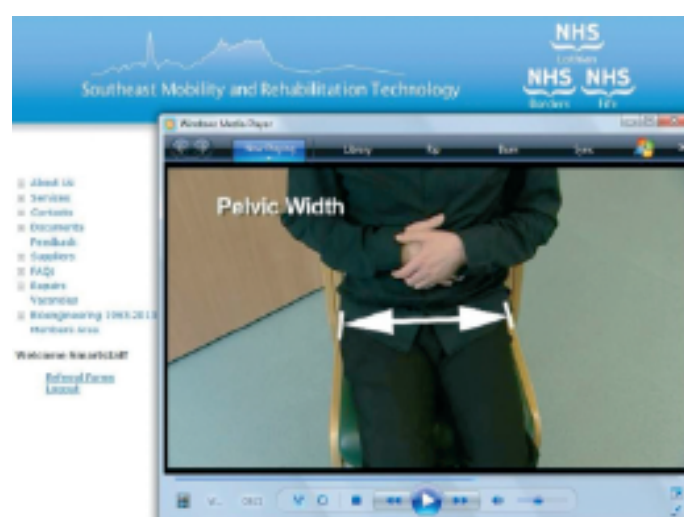 NHS
Lothian
Southeast Mobility and Rehabilitation Technology
NHS NHS
Borders Fife
Windows Media Player
Now Playing Library Rip Burn Sync
Pelvic Width
About Us
Services
Contacts
Documents
Feedback
Suppliers
FAQs
Repairs
Vacancies
Bioengineering
Members Area
Welcome
Referral Forms
Logout